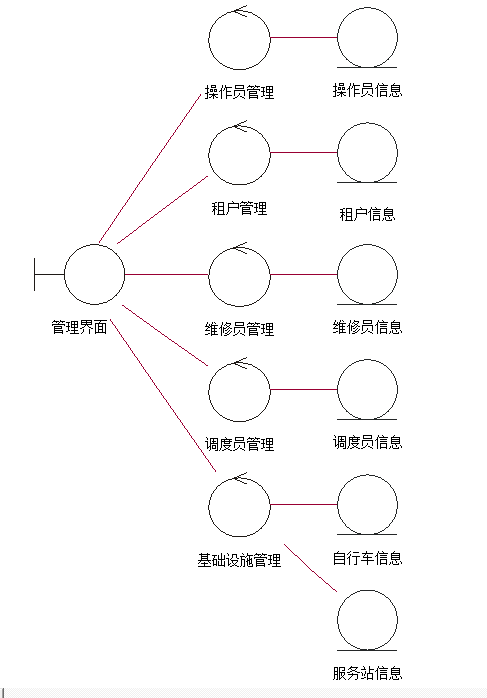 操作员管理
操作员信息
租户管理
租户信息
管理界面
维修员管理
维修员信息
调度员管理
调度员信息
基础设施管理
自行车信息
服务站信息